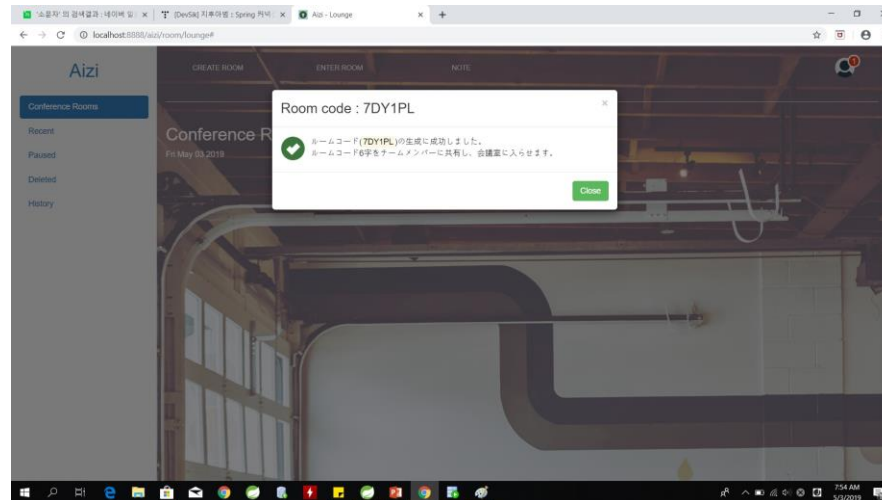 '소문자' 의 검색결과 : 네이버 일
[DevSik] 지후아빠 : Spring 커넥
Aizi - Lounge
localhost:8888/aizi/room/lounge#
Aizi
CREATE ROOM
ENTER ROOM
NOTE
Conference Rooms
Recent
Paused
Deleted
History
Conference R
Fri May 03 2019
Room code : 7DY1PL
ルームコード(7DY1PL)の生成に成功しました。
ルームコード6字をチームメンバーに共有し、会議室に入らせます。
Close
7:54 AM
5/3/2019